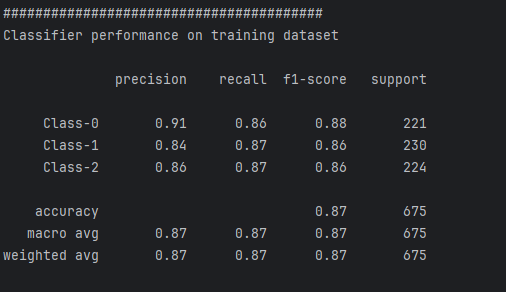 ########################################
Classifier performance on training dataset
precision recall f1-score support
Class-0 0.91 0.86 0.88 221
Class-1 0.84 0.87 0.86 230
Class-2 0.86 0.87 0.86 224
accuracy 0.87 675
macro avg 0.87 0.87 0.87 675
weighted avg 0.87 0.87 0.87 675